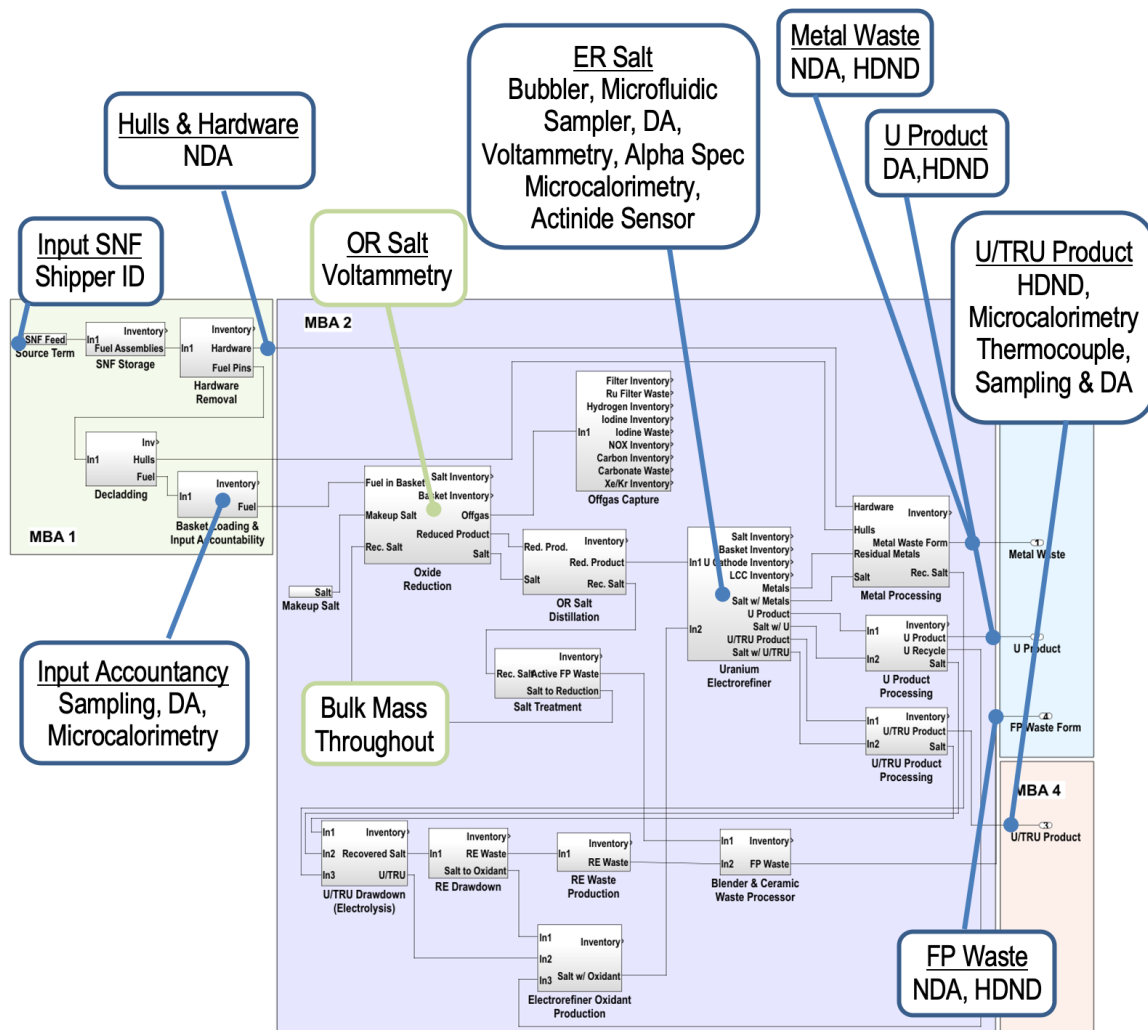 Metal Waste
NDA, HDND
ER Salt
Bubbler, Microfluidic
Sampler, DA,
Voltammetry, Alpha Spec
Microcalorimetry,
Actinide Sensor
Hulls & Hardware
NDA
U Product
DA,HDND
Input SNF
Shipper ID
OR Salt
Voltammetry
U/TRU Product
HDND,
Microcalorimetry
Thermocouple,
Sampling & DA
MBA 1
SNF Feed
Source Term
In1
Inventory
Fuel Assemblies
SNF Storage
In1
Inventory
Hardware
Fuel Pins
Hardware
Removal
In1
Inv
Hulls
Fuel
Decladding
In1
Inventory
Fuel
Basket Loading &
Input Accountability
Input Accountancy
Sampling, DA,
Microcalorimetry
MBA 2
In1
Filter Inventory
Ru Filter Waste
Hydrogen Inventory
Iodine Inventory
Iodine Waste
NOX Inventory
Carbon Inventory
Carbonate Waste
Xe/Kr Inventory
Offgas Capture
Fuel in Basket
Makeup Salt
Rec. Salt
Salt Inventory
Basket Inventory
Offgas
Reduced Product
Salt
Oxide
Reduction
Salt
Makeup Salt
Red. Prod.
Salt
Inventory
Red. Product
Rec. Salt
OR Salt
Distillation
In1
In2
Salt Inventory
Basket Inventory
U Cathode Inventory
LCC Inventory
Metals
Salt w/ Metals
U Product
Salt w/ U
U/TRU Product
Salt w/ U/TRU
Uranium
Electrorefiner
Hardware
Hulls
Residual Metals
Salt
Inventory
Metal Waste Form
Rec. Salt
Metal Processing
In1
In2
Inventory
U Product
U Recycle
Salt
U Product
Processing
In1
In2
Inventory
U/TRU Product
Salt
U/TRU Product
Processing
Rec. Salt
Inventory
Active FP Waste
Salt to Reduction
Salt Treatment
Bulk Mass
Throughout
In1
In2
In3
Inventory
Recovered Salt
U/TRU
U/TRU Drawdown
(Electrolysis)
In1
Inventory
RE Waste
Salt to Oxidant
RE Drawdown
In1
Inventory
RE Waste
RE Waste
Production
In1
In2
Inventory
FP Waste
Blender & Ceramic
Waste Processor
In1
In2
In3
Inventory
Salt w/ Oxidant
Electrorefiner Oxidant
Production
1
Metal Waste
U Product
4
FP Waste Form
MBA 4
3
U/TRU Product
FP Waste
NDA, HDND